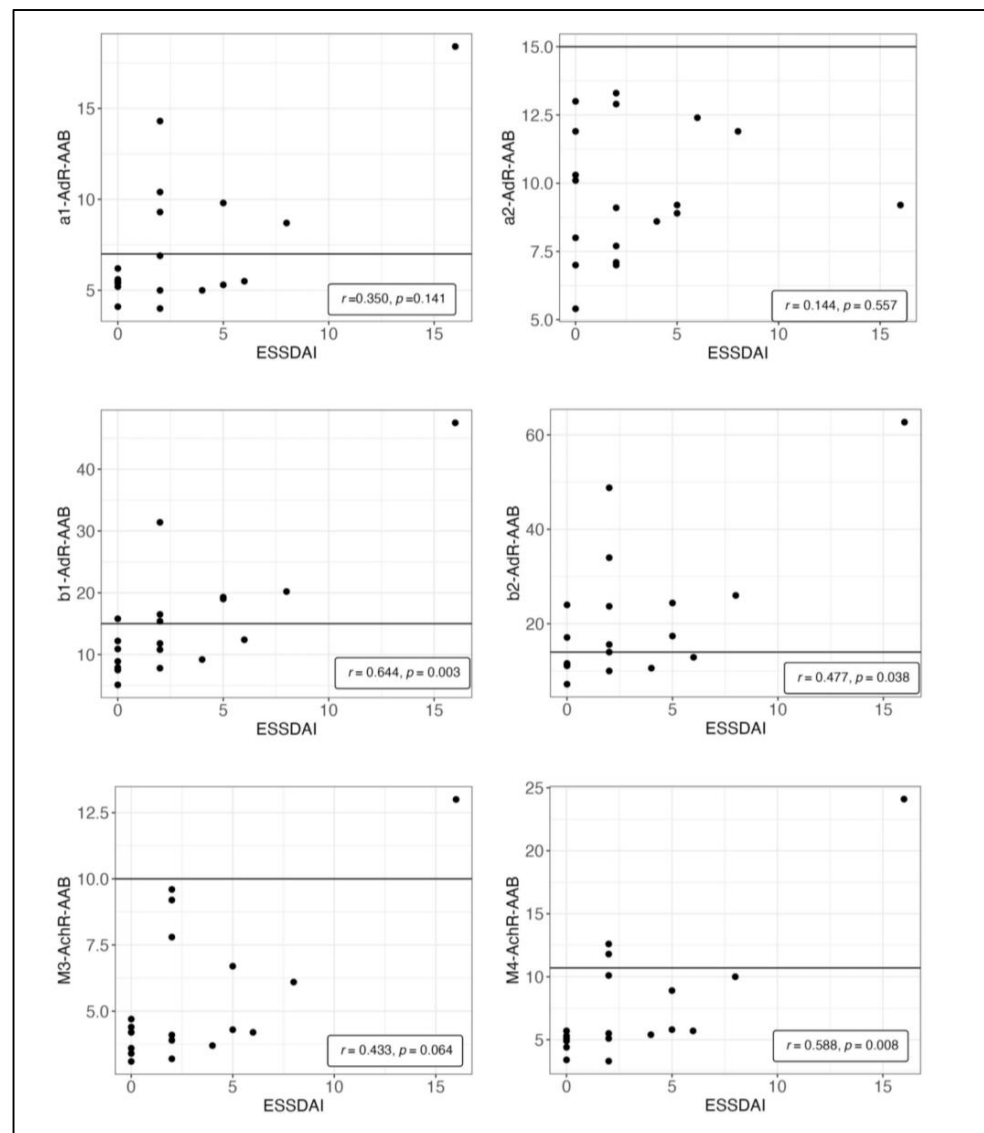 a1-AdR-AAB
15
10
5
0
5
10
15
ESSDAI
r=0.350, p=0.141
a2-AdR-AAB
15.0
12.5
10.0
7.5
5.0
0
5
10
15
ESSDAI
r = 0.144, p = 0.557
b1-AdR-AAB
40
30
20
10
0
5
10
15
ESSDAI
r = 0.644, p = 0.003
b2-AdR-AAB
60
40
20
0
5
10
15
ESSDAI
r = 0.477, p = 0.038
M3-AchR-AAB
12.5
10.0
7.5
5.0
0
5
10
15
ESSDAI
r = 0.433, p = 0.064
M4-AchR-AAB
25
20
15
10
5
0
5
10
15
ESSDAI
r = 0.588, p = 0.008